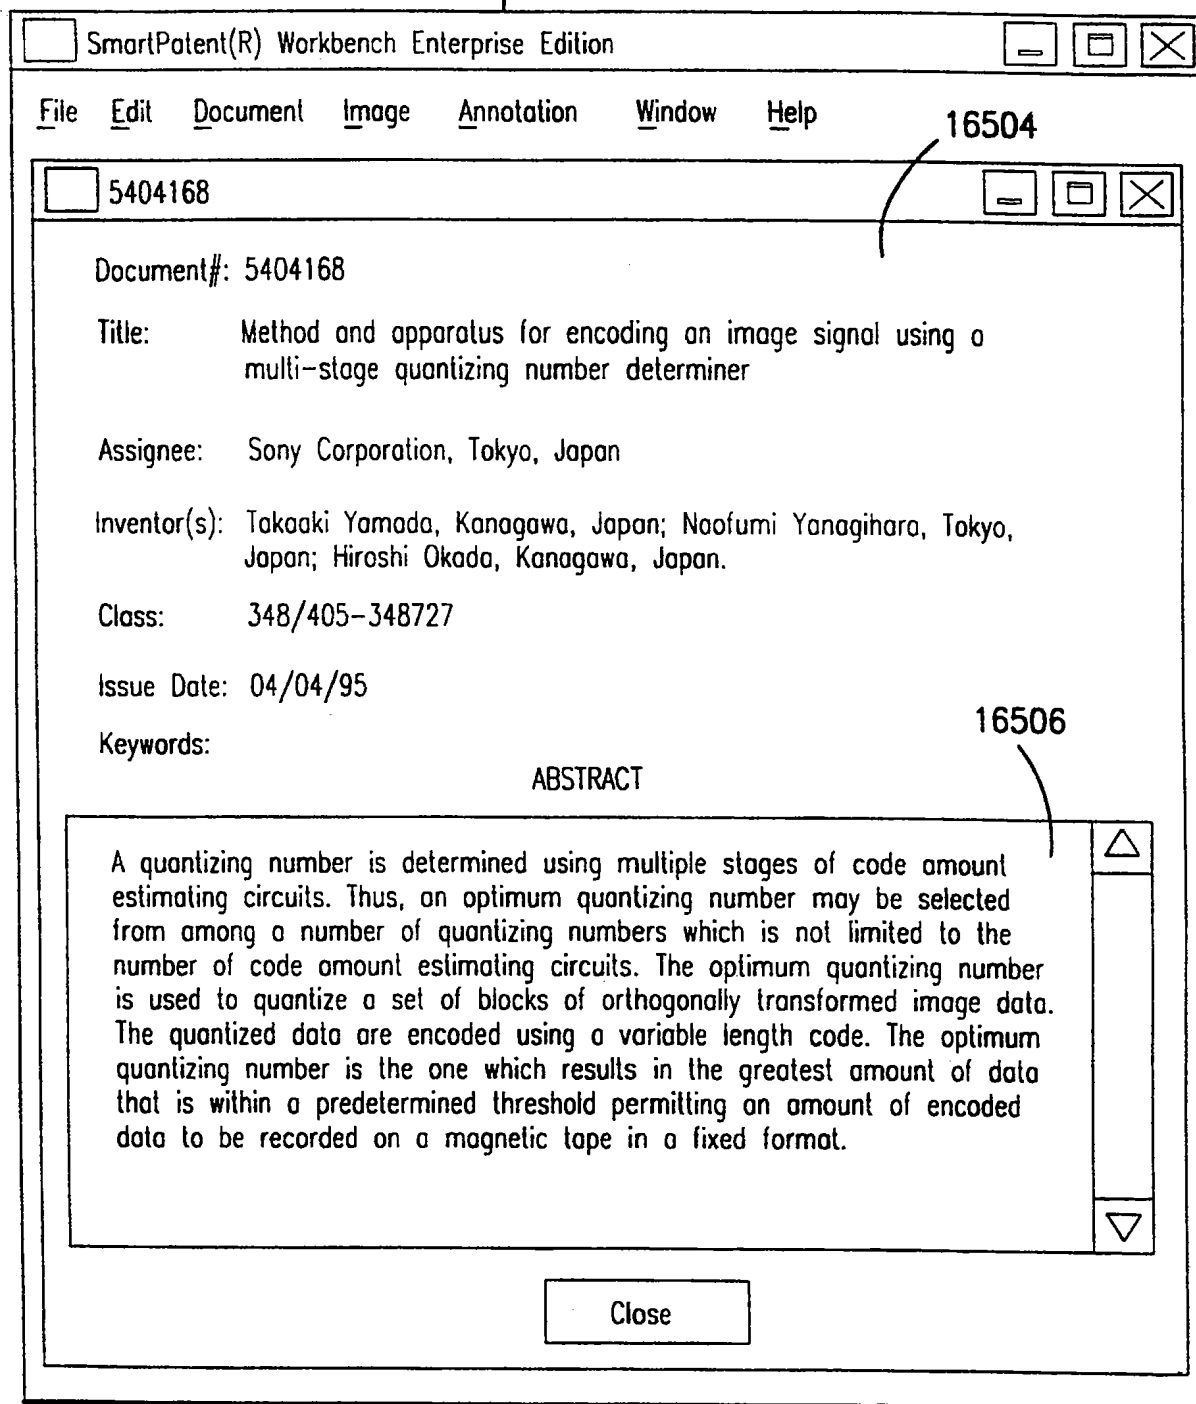 SmartPatent(R) Workbench Enterprise Edition
File Edit Document Image Annotation Window Help
16504
5404168
Document#: 5404168
Title: Method and apparatus for encoding an image signal using a
multi-stage quantizing number determiner
Assignee: Sony Corporation, Tokyo, Japan
Inventor(s): Takaaki Yamada, Kanagawa, Japan; Naofumi Yanagihara, Tokyo,
Japan; Hiroshi Okada, Kanagawa, Japan.
Class: 348/405-348727
Issue Date: 04/04/95
16506
Keywords:
ABSTRACT
A quantizing number is determined using multiple stages of code amount
estimating circuits. Thus, an optimum quantizing number may be selected
from among a number of quantizing numbers which is not limited to the
number of code amount estimating circuits. The optimum quantizing number
is used to quantize a set of blocks of orthogonally transformed image data.
The quantized data are encoded using a variable length code. The optimum
quantizing number is the one which results in the greatest amount of data
that is within a predetermined threshold permitting an amount of encoded
data to be recorded on a magnetic tape in a fixed format.
Close